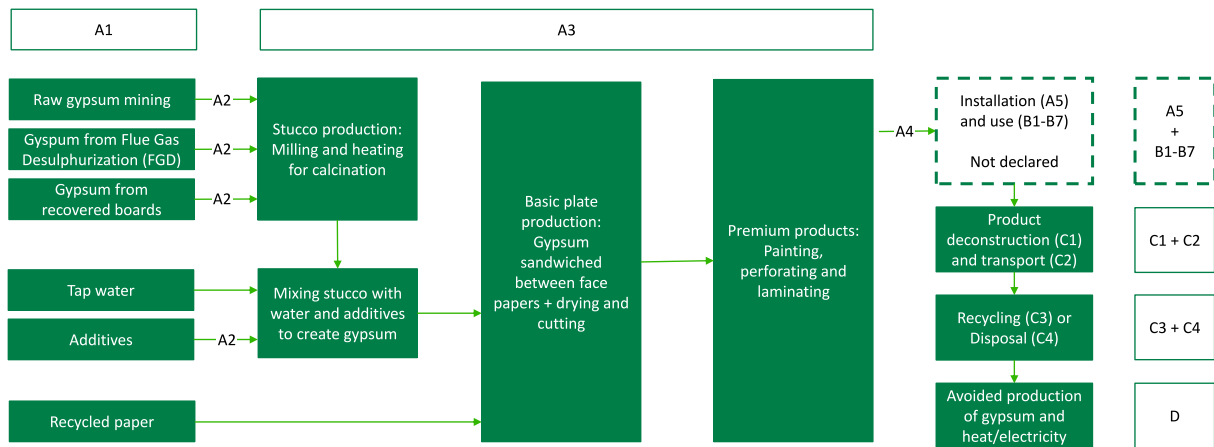 A1
A3
Raw gypsum mining
A2
Gyspum from Flue Gas
Desulphurization (FGD)
A2
Gypsum from
recovered boards
A2
Stucco production:
Milling and heating
for calcination
Tap water
Additives
A2
Mixing stucco with
water and additives
to create gypsum
Recycled paper
Basic plate
production:
Gypsum
sandwiched
between face
papers + drying and
cutting
Premium products:
Painting,
perforating and
laminating
A4
Installation (A5)
and use (B1-B7)
Not declared
A5
+
B1-B7
Product
deconstruction (C1)
and transport (C2)
C1 + C2
Recycling (C3) or
Disposal (C4)
C3 + C4
Avoided production
of gypsum and
heat/electricity
D